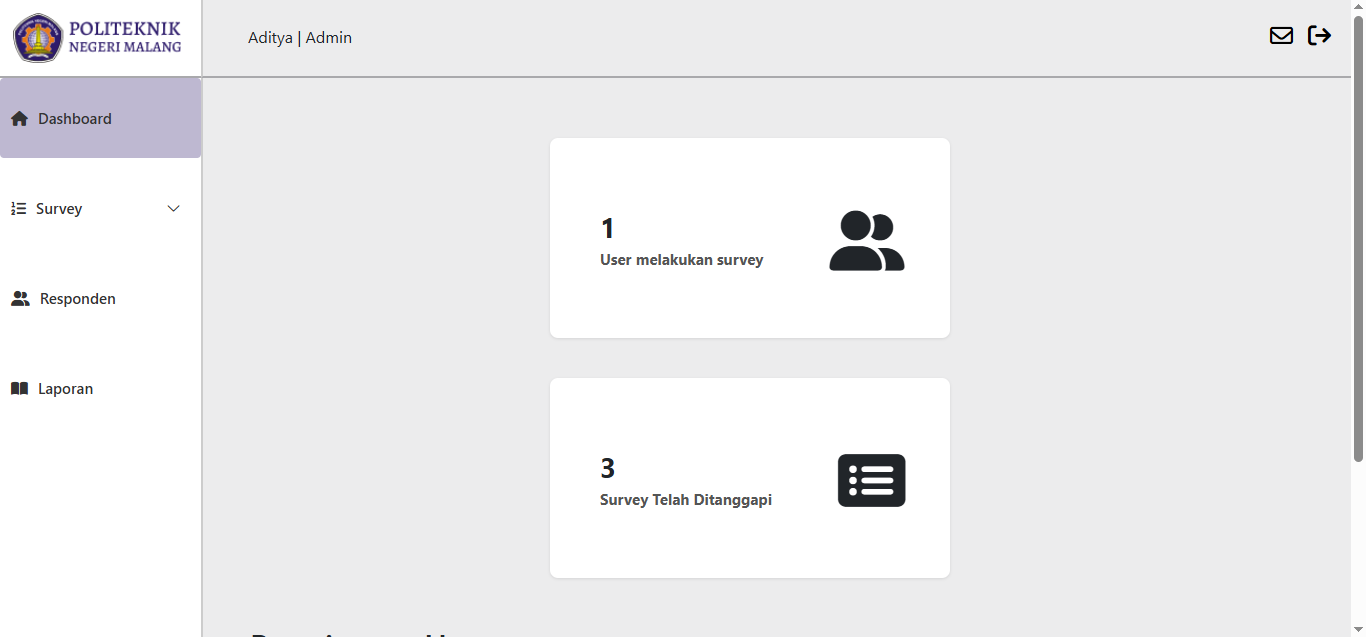 POLITEKNIK
NEGERI MALANG
Aditya | Admin
Dashboard
Survey
Responden
Laporan
1
User melakukan survey
3
Survey Telah Ditanggapi